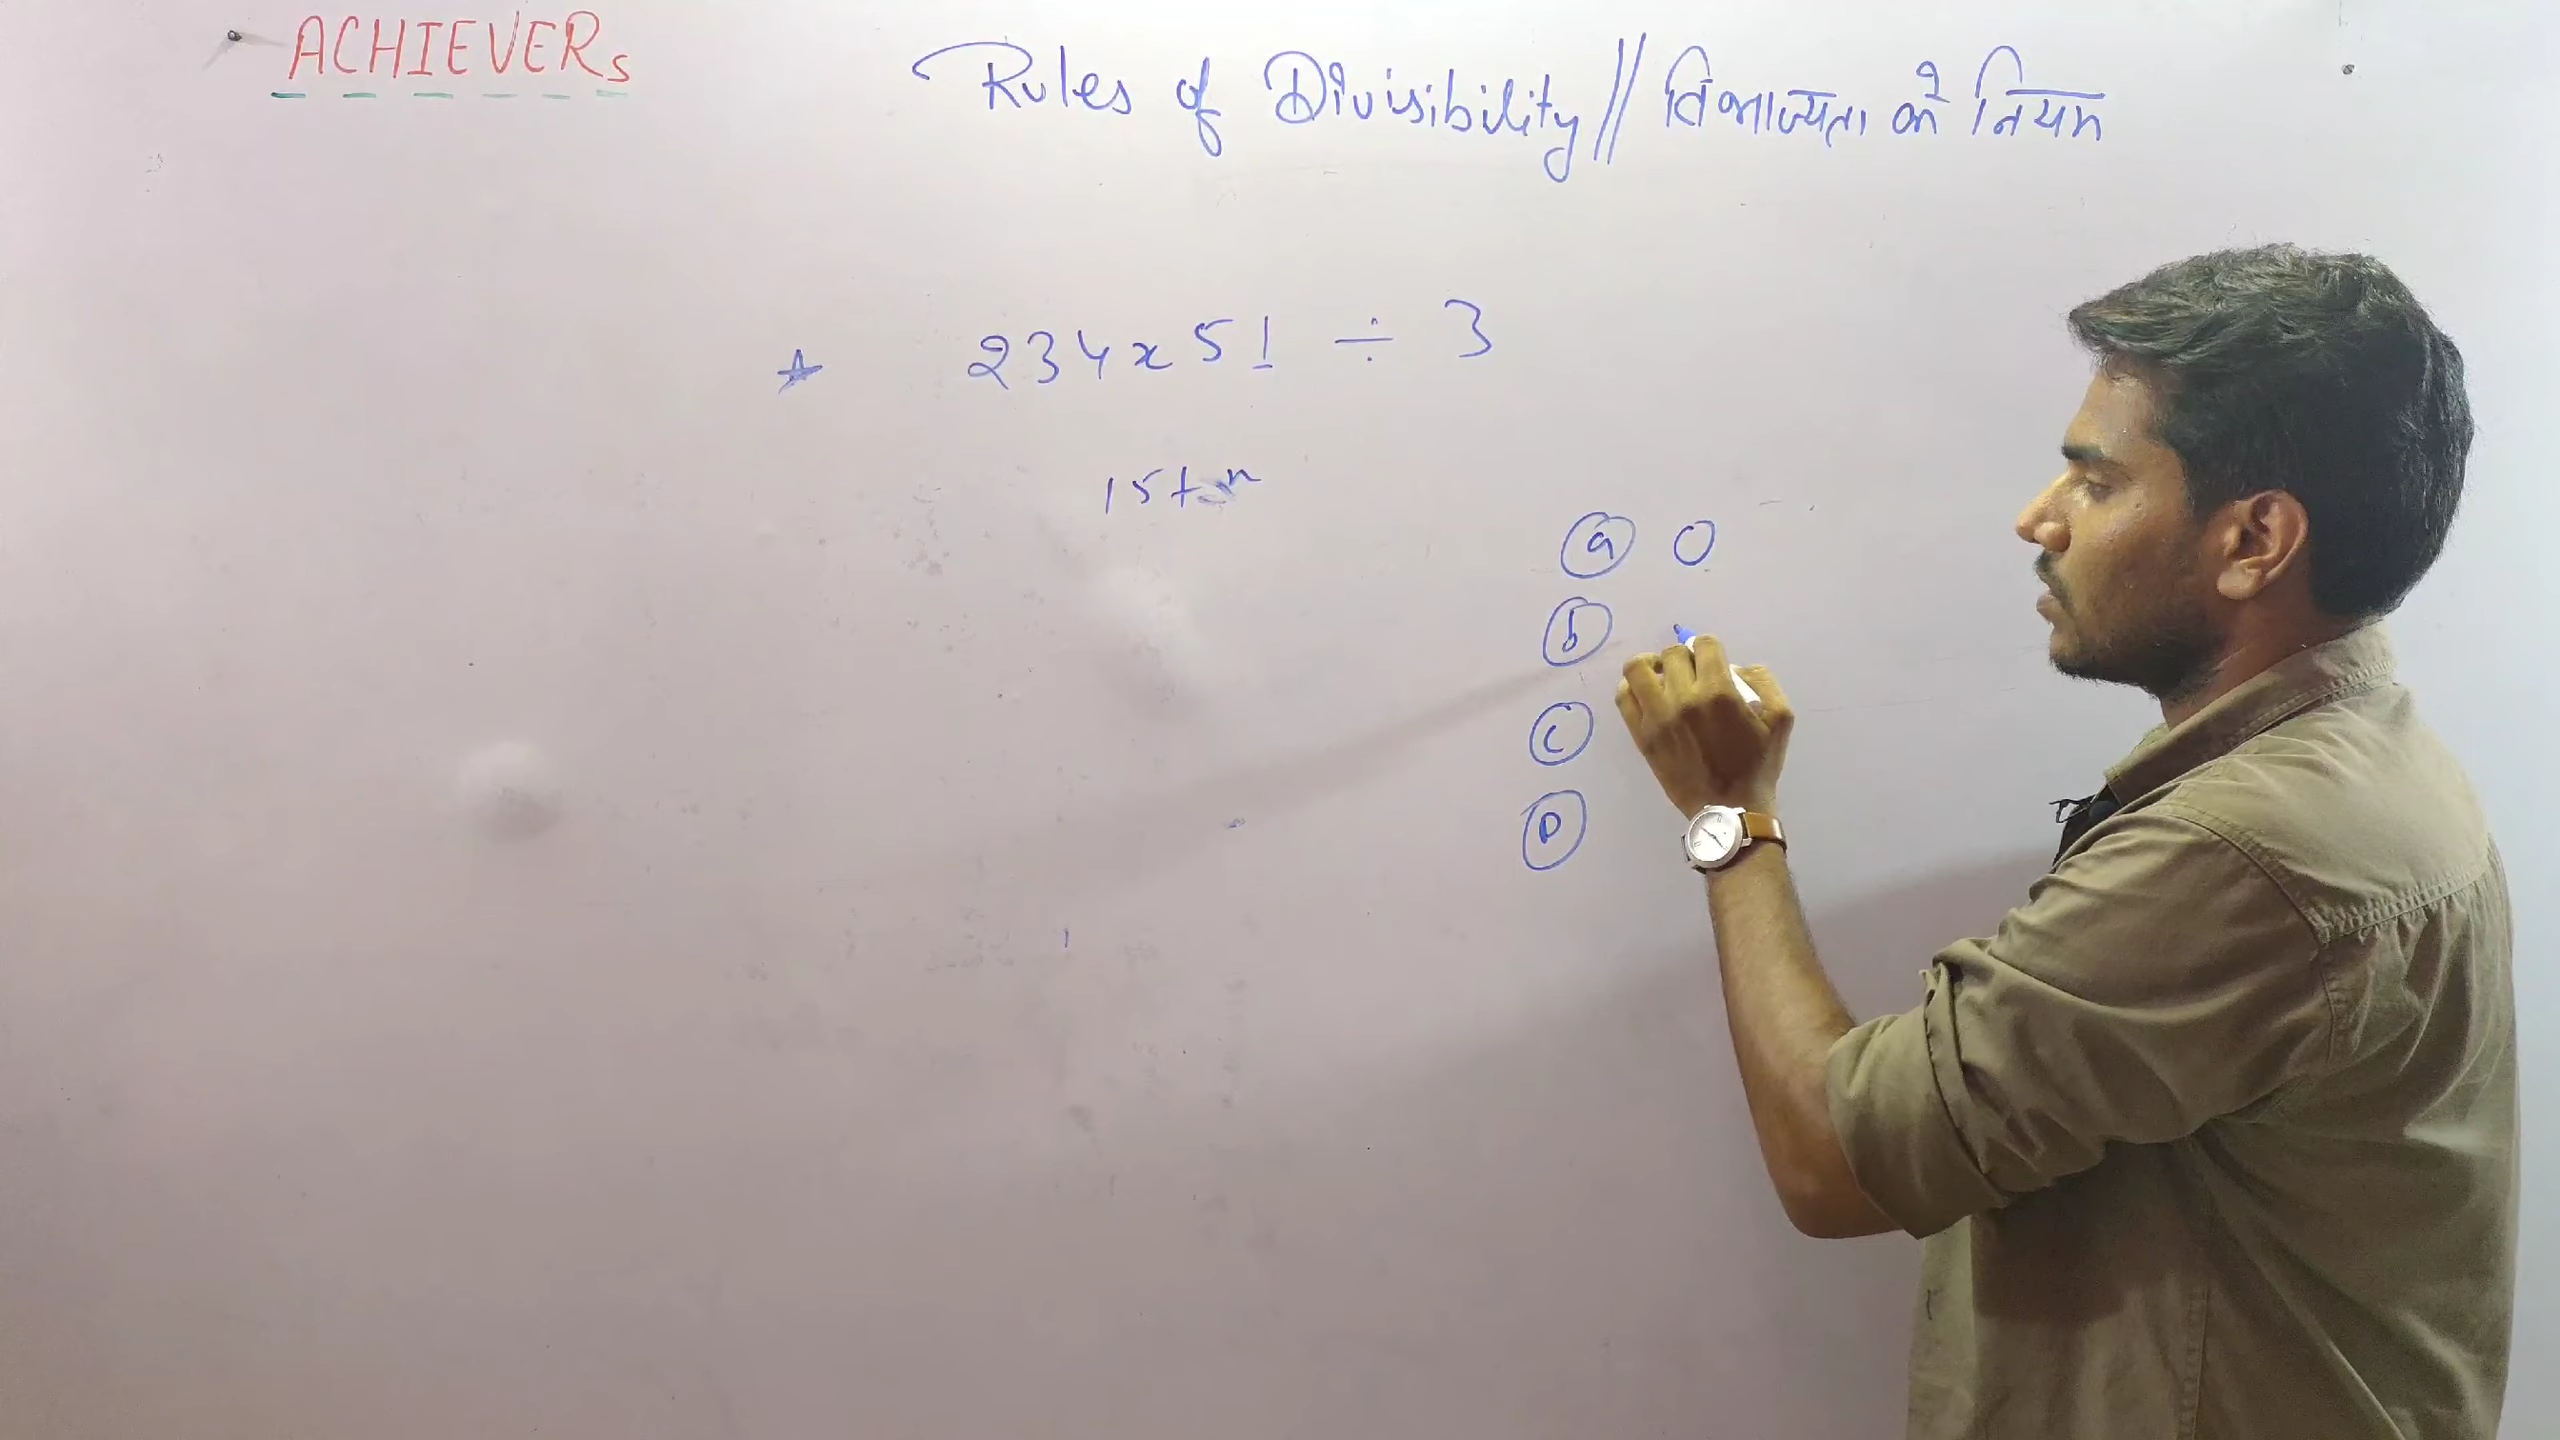 ACHIEVERs
Rules of Divisibility // विभाज्यता के नियम
234x51 ÷ 3
15+x
(a) 0
(b)
(c)
(D)